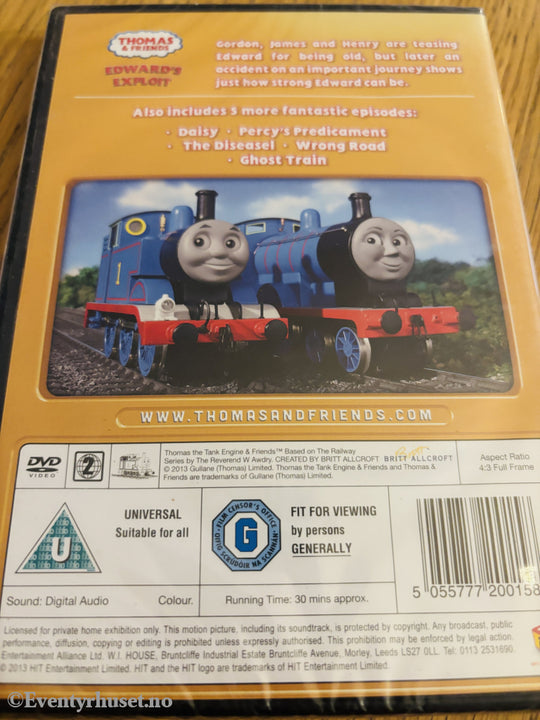 THOMAS
& FRIENDS
EDWARD'S
EXPLOIT
Gordon, James and Henry are teasing
Edward for being old, but later an
accident on an important journey shows
just how strong Edward can be.
Also includes 5 more fantastic episodes:
• Daisy • Percy's Predicament
• The Diseasel • Wrong Road
• Ghost Train
1
WWW.THOMASANDFRIENDS.COM
DVD
VIDEO
2
Thomas the Tank Engine & Friends™ Based on The Railway
Series by The Reverend W Awdry. CREATED BY BRITT ALLCROFT
© 2013 Gullane (Thomas) Limited. Thomas the Tank Engine & Friends and Thomas &
Friends are trademarks of Gullane (Thomas) Limited.
BRITT ALLCROFT
Aspect Ratio
4:3 Full Frame
U
UNIVERSAL
Suitable for all
FILM CENSOR'S OFFICE
G
OIFIG SCRÚDÓIR NA SCANNÁN
FIT FOR VIEWING
by persons
GENERALLY
5 055777 200158
Sound: Digital Audio
Colour.
Running Time: 30 mins approx.
Licensed for private home exhibition only. This motion picture, including its soundtrack, is protected by copyright. Any broadcast, public
performance, diffusion, copying or editing is prohibited unless expressly authorised. This prohibition may be enforced by legal action.
Entertainment Alliance Ltd. W.I. HOUSE, Bruntcliffe Industrial Estate Bruntcliffe Avenue, Morley, Leeds LS27 0LL. Tel: 0113 2531690.
© 2013 HIT Entertainment Limited. HIT and the HIT logo are trademarks of HIT Entertainment Limited.
©Eventyrhuset.no